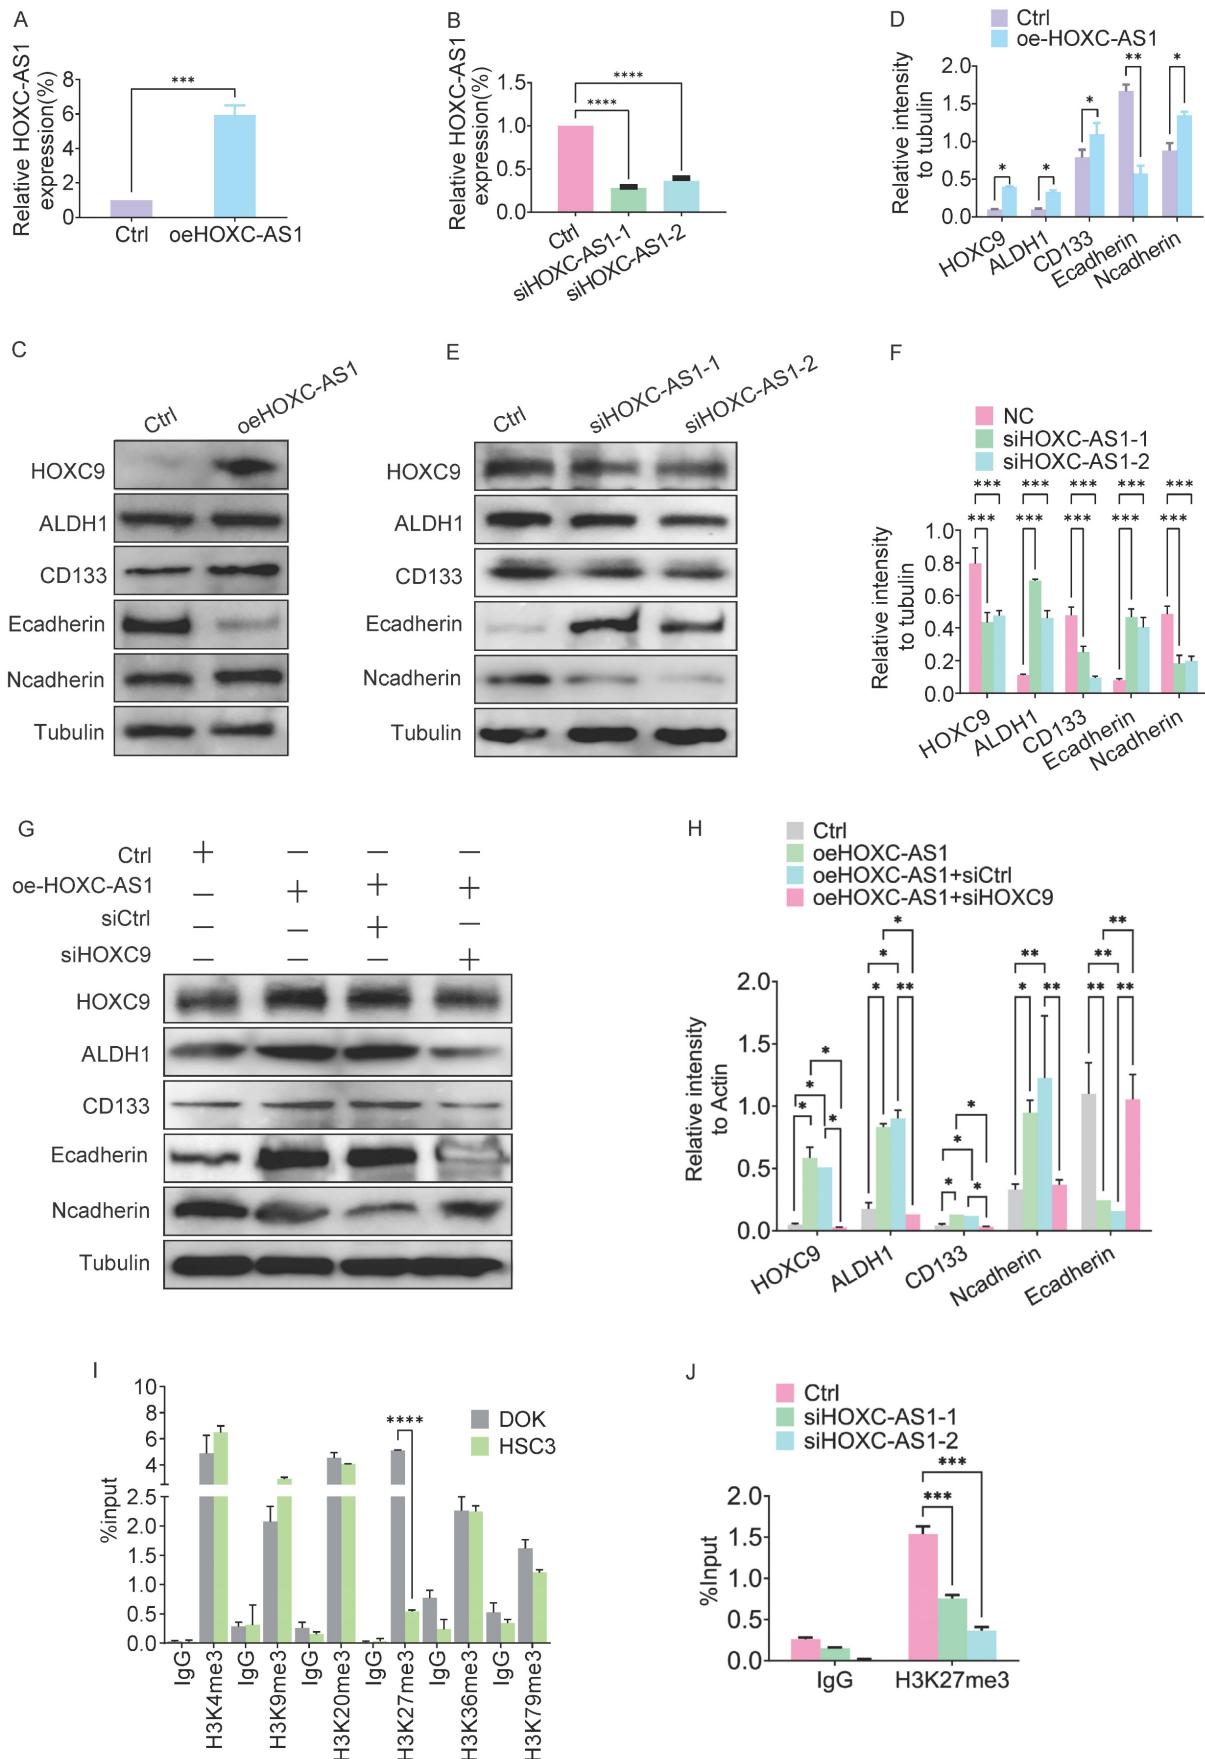 A
Relative HOXC-AS1
expression(%)
8
6
4
2
0
***
Ctrl
oeHOXC-AS1
B
Relative HOXC-AS1
expression(%)
1.5
1.0
0.5
0.0
****
****
Ctrl
siHOXC-AS1-1
siHOXC-AS1-2
D
Ctrl
oe-HOXC-AS1
Relative intensity
to tubulin
2.0
1.5
1.0
0.5
0.0
*
*
*
**
*
HOXC9
ALDH1
CD133
Ecadherin
Ncadherin
C
Ctrl
oeHOXC-AS1
HOXC9
ALDH1
CD133
Ecadherin
Ncadherin
Tubulin
E
Ctrl
siHOXC-AS1-1
siHOXC-AS1-2
HOXC9
ALDH1
CD133
Ecadherin
Ncadherin
Tubulin
F
NC
siHOXC-AS1-1
siHOXC-AS1-2
*** *** *** *** ***
*** *** *** *** ***
Relative intensity
to tubulin
1.0
0.8
0.6
0.4
0.2
0.0
HOXC9
ALDH1
CD133
Ecadherin
Ncadherin
G
Ctrl + — — —
oe-HOXC-AS1 — + + +
siCtrl — — + —
siHOXC9 — — — +
HOXC9
ALDH1
CD133
Ecadherin
Ncadherin
Tubulin
H
Ctrl
oeHOXC-AS1
oeHOXC-AS1+siCtrl
oeHOXC-AS1+siHOXC9
Relative intensity
to Actin
2.0
1.5
1.0
0.5
0.0
*
*
*
*
*
*
*
**
*
*
*
*
**
*
**
**
**
**
**
HOXC9
ALDH1
CD133
Ncadherin
Ecadherin
I
%input
10
8
6
4
2.5
2.0
1.5
1.0
0.5
0.0
****
DOK
HSC3
IgG
H3K4me3
IgG
H3K9me3
IgG
H3K20me3
IgG
H3K27me3
IgG
H3K36me3
IgG
H3K79me3
J
Ctrl
siHOXC-AS1-1
siHOXC-AS1-2
%Input
2.0
1.5
1.0
0.5
0.0
***
***
IgG
H3K27me3